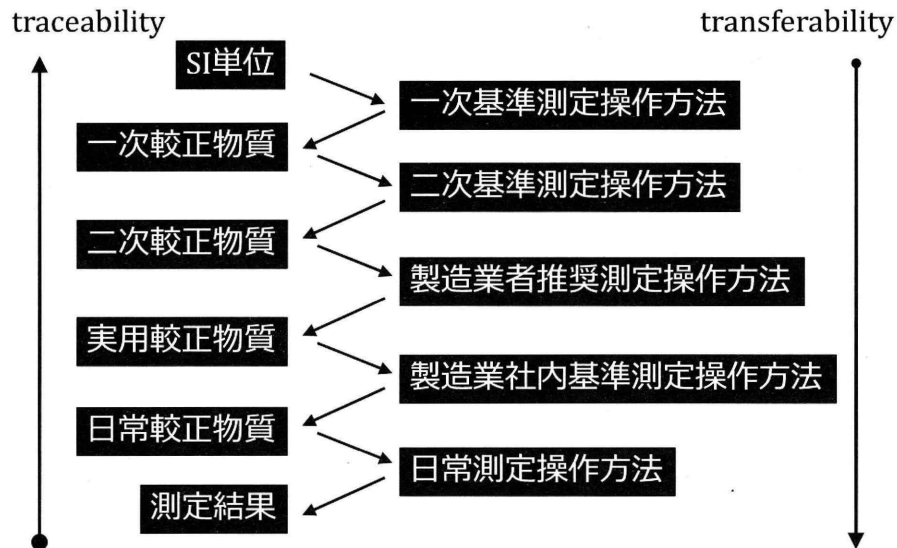 traceability
transferability
SI単位
一次基準測定操作方法
一次較正物質
二次基準測定操作方法
二次較正物質
製造業者推奨測定操作方法
実用較正物質
製造業社内基準測定操作方法
日常較正物質
日常測定操作方法
測定結果